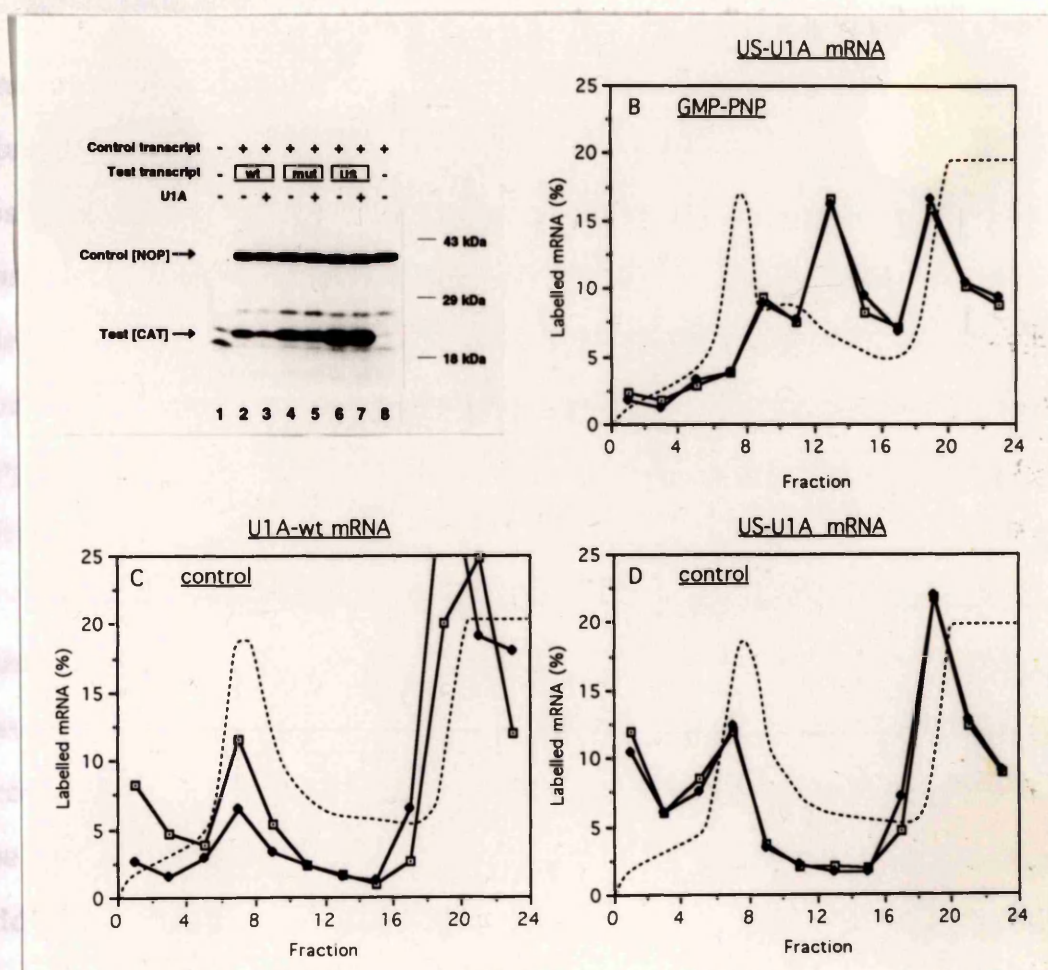 Control transcript - + + + + + + +
Test transcript - wt mut US -
U1A - - + - + - + -
43 kDa
Control [NOP]
29 kDa
Test [CAT]
18 kDa
1 2 3 4 5 6 7 8
US-U1A mRNA
B GMP-PNP
25
20
15
10
5
0
Labelled mRNA (%)
0 4 8 12 16 20 24
Fraction
U1A-wt mRNA
C control
25
20
15
10
5
0
Labelled mRNA (%)
0 4 8 12 16 20 24
Fraction
US-U1A mRNA
D control
25
20
15
10
5
0
Labelled mRNA (%)
0 4 8 12 16 20 24
Fraction